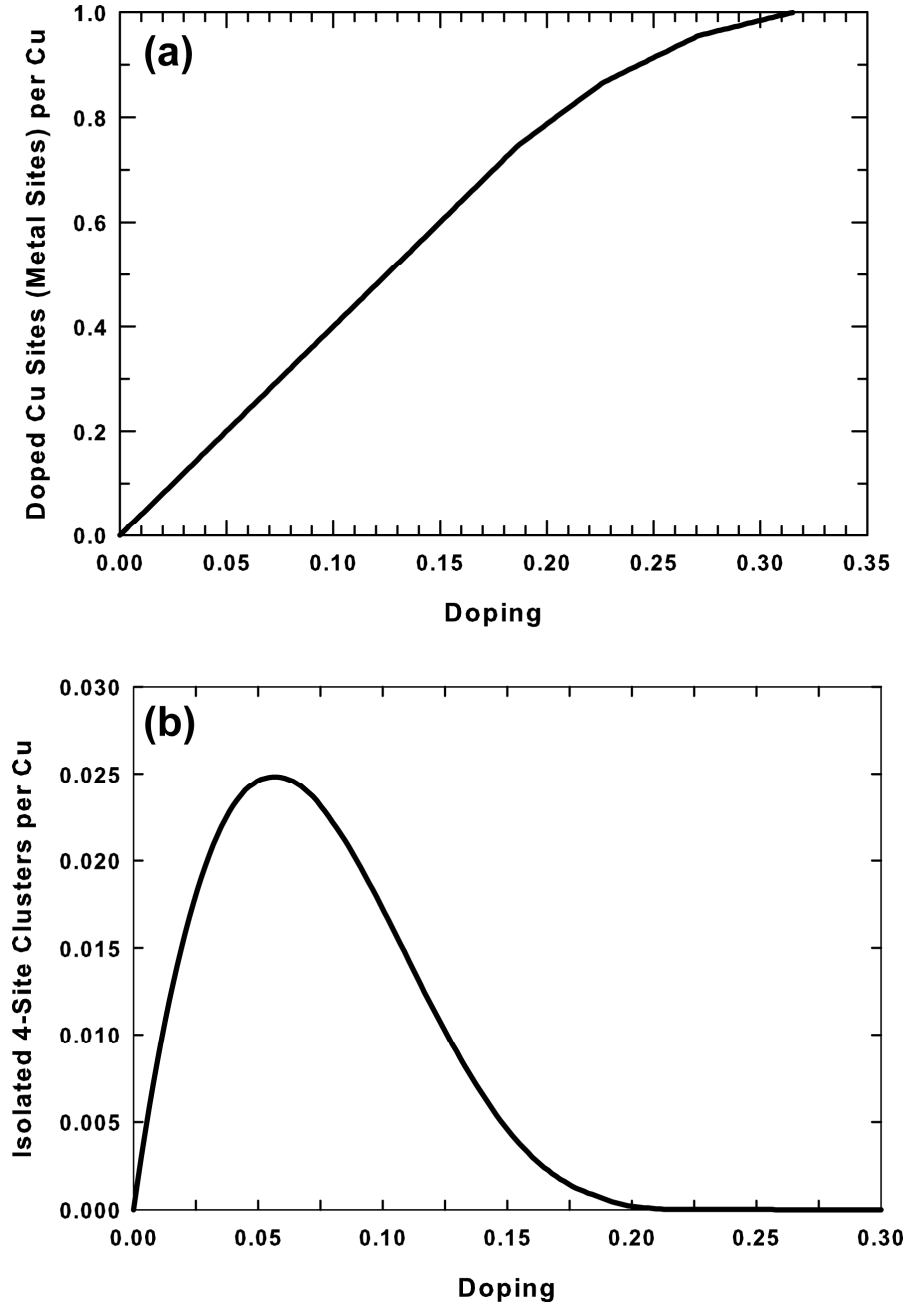 (a)
Doped Cu Sites (Metal Sites) per Cu
1.0
0.8
0.6
0.4
0.2
0.0
0.00 0.05 0.10 0.15 0.20 0.25 0.30 0.35
Doping
(b)
Isolated 4-Site Clusters per Cu
0.030
0.025
0.020
0.015
0.010
0.005
0.000
0.00 0.05 0.10 0.15 0.20 0.25 0.30
Doping